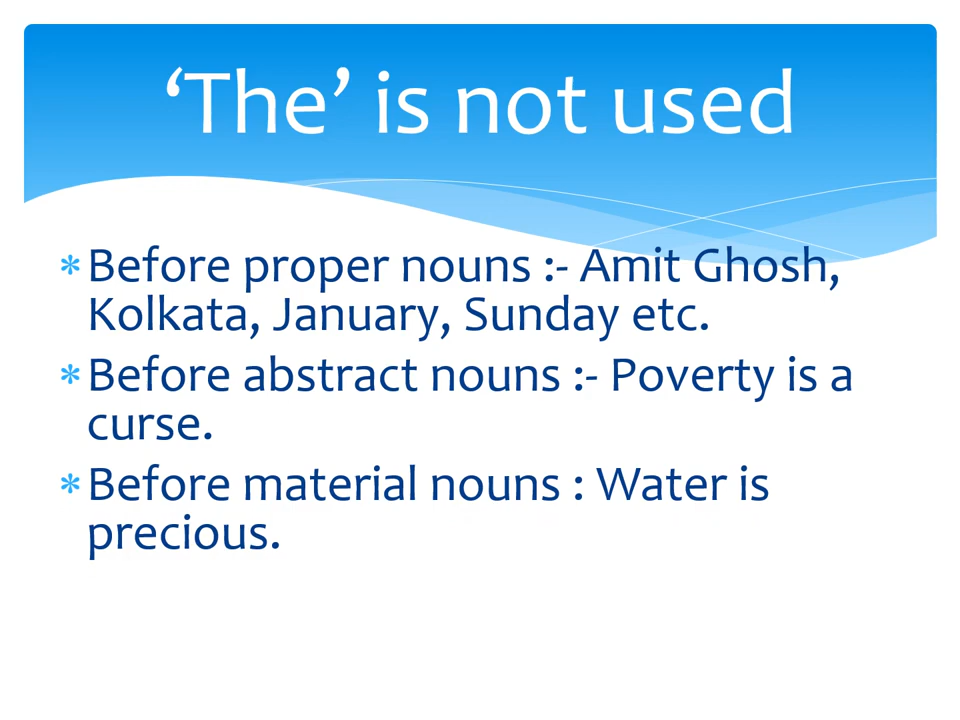 ‘The’ is not used
* Before proper nouns :- Amit Ghosh,
Kolkata, January, Sunday etc.
* Before abstract nouns :- Poverty is a
curse.
* Before material nouns : Water is
precious.